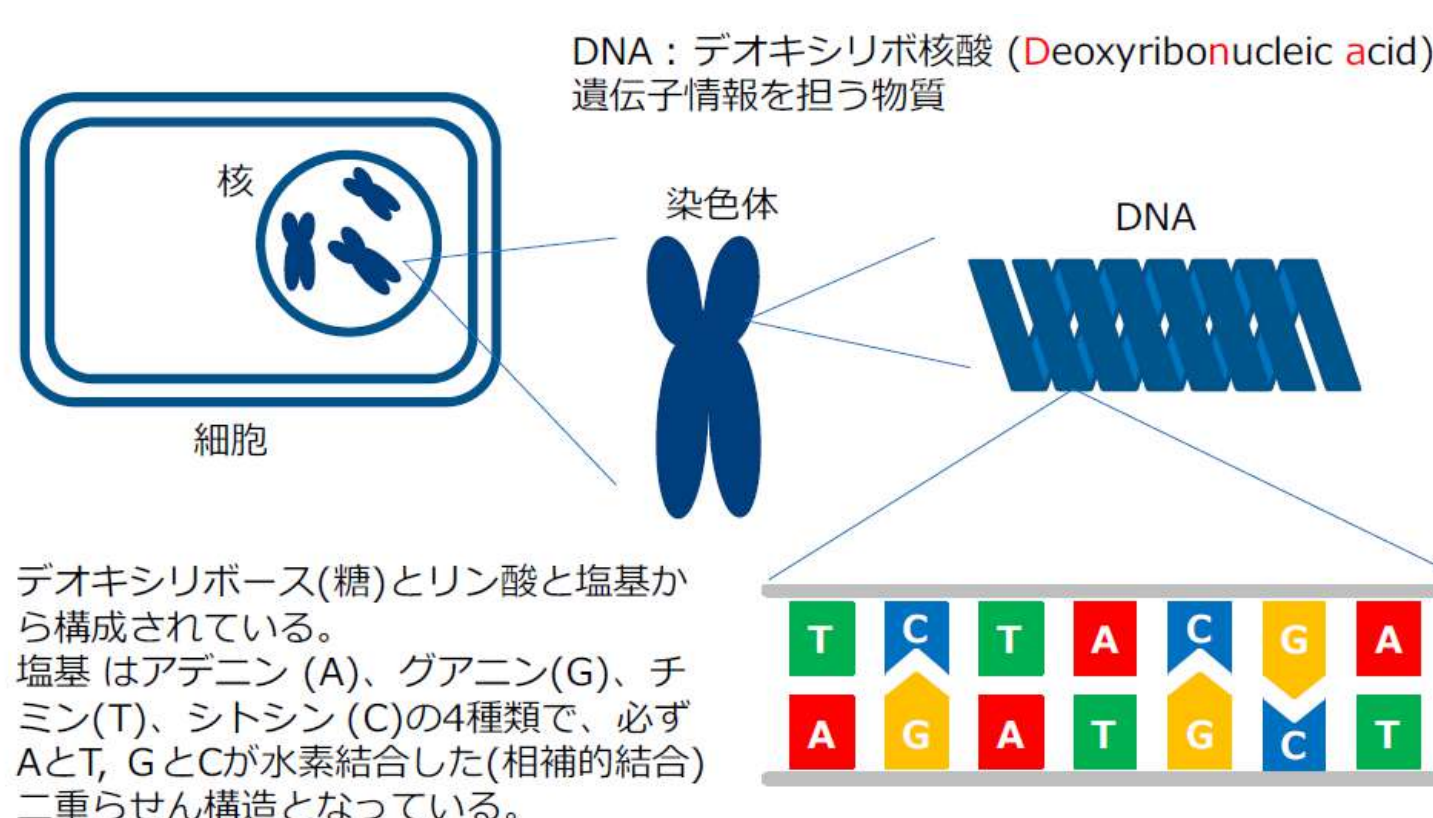 DNA：デオキシリボ核酸 (Deoxyribonucleic acid)
遺伝子情報を担う物質
核
細胞
染色体
DNA
デオキシリボース(糖)とリン酸と塩基か
ら構成されている。
塩基 はアデニン (A)、グアニン(G)、チ
ミン(T)、シトシン (C)の4種類で、必ず
AとT, GとCが水素結合した(相補的結合)
二重らせん構造となっている。
T C T A C G A
A G A T G C T